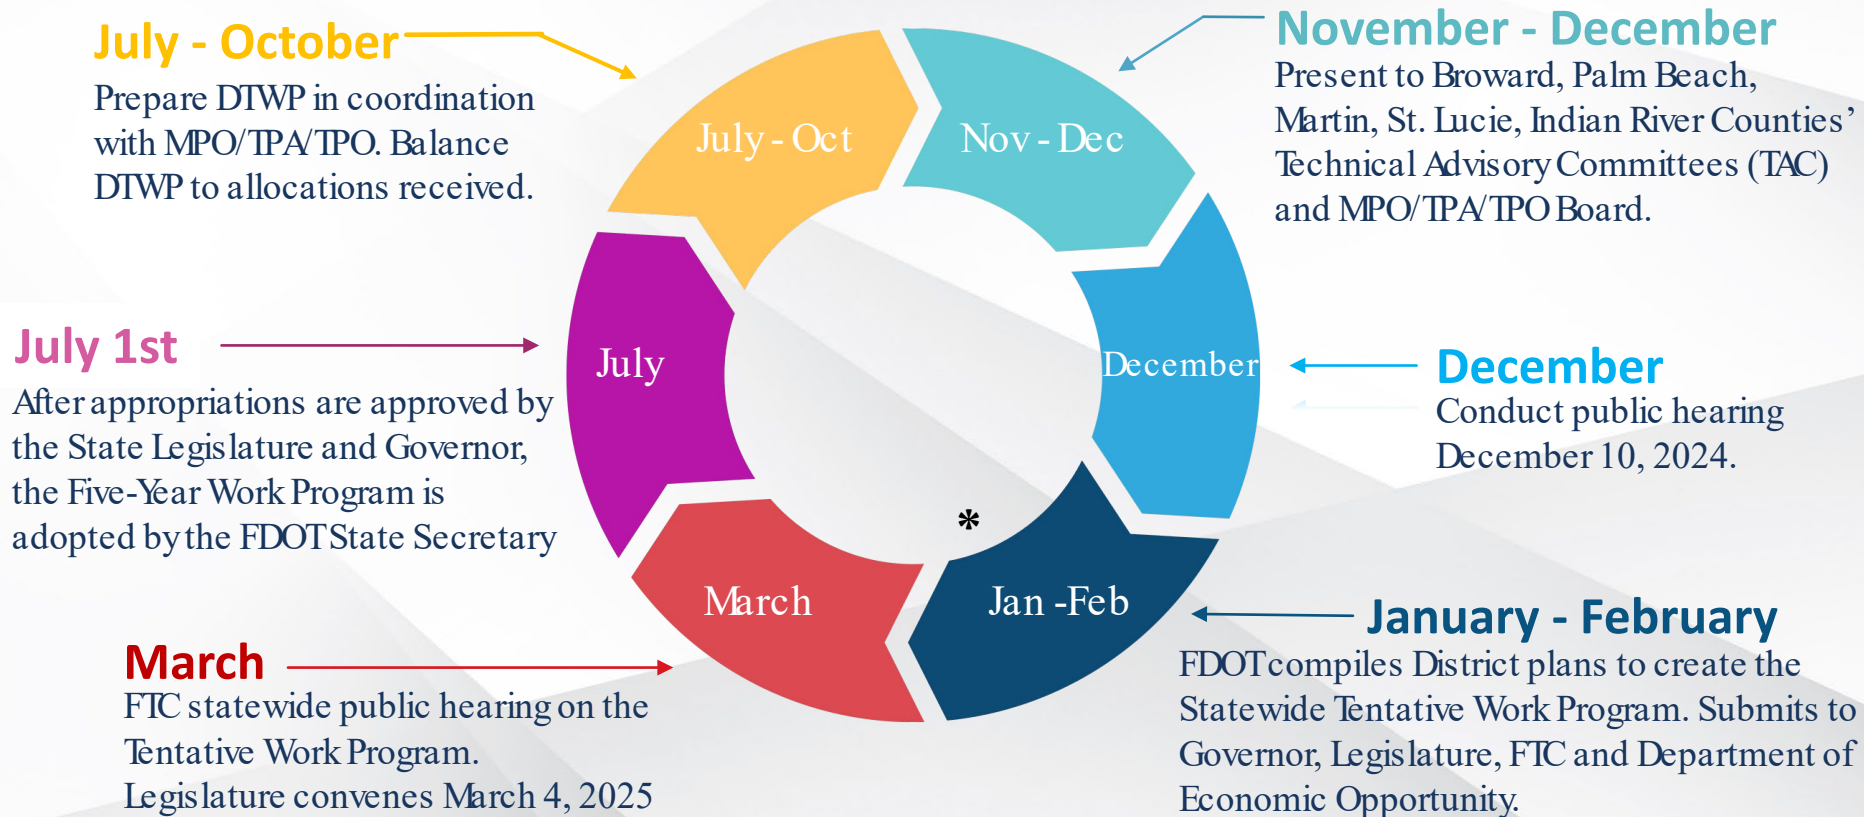 July - October
Prepare DTWP in coordination
with MPO/TPA/TPO. Balance
DTWP to allocations received.
November - December
Present to Broward, Palm Beach,
Martin, St. Lucie, Indian River Counties’
Technical Advisory Committees (TAC)
and MPO/TPA/TPO Board.
July - Oct
Nov - Dec
July 1st
After appropriations are approved by
the State Legislature and Governor,
the Five-Year Work Program is
adopted by the FDOT State Secretary
July
December
December
Conduct public hearing
December 10, 2024.
*
March
Jan -Feb
March
FTC statewide public hearing on the
Tentative Work Program.
Legislature convenes March 4, 2025
January - February
FDOT compiles District plans to create the
Statewide Tentative Work Program. Submits to
Governor, Legislature, FTC and Department of
Economic Opportunity.